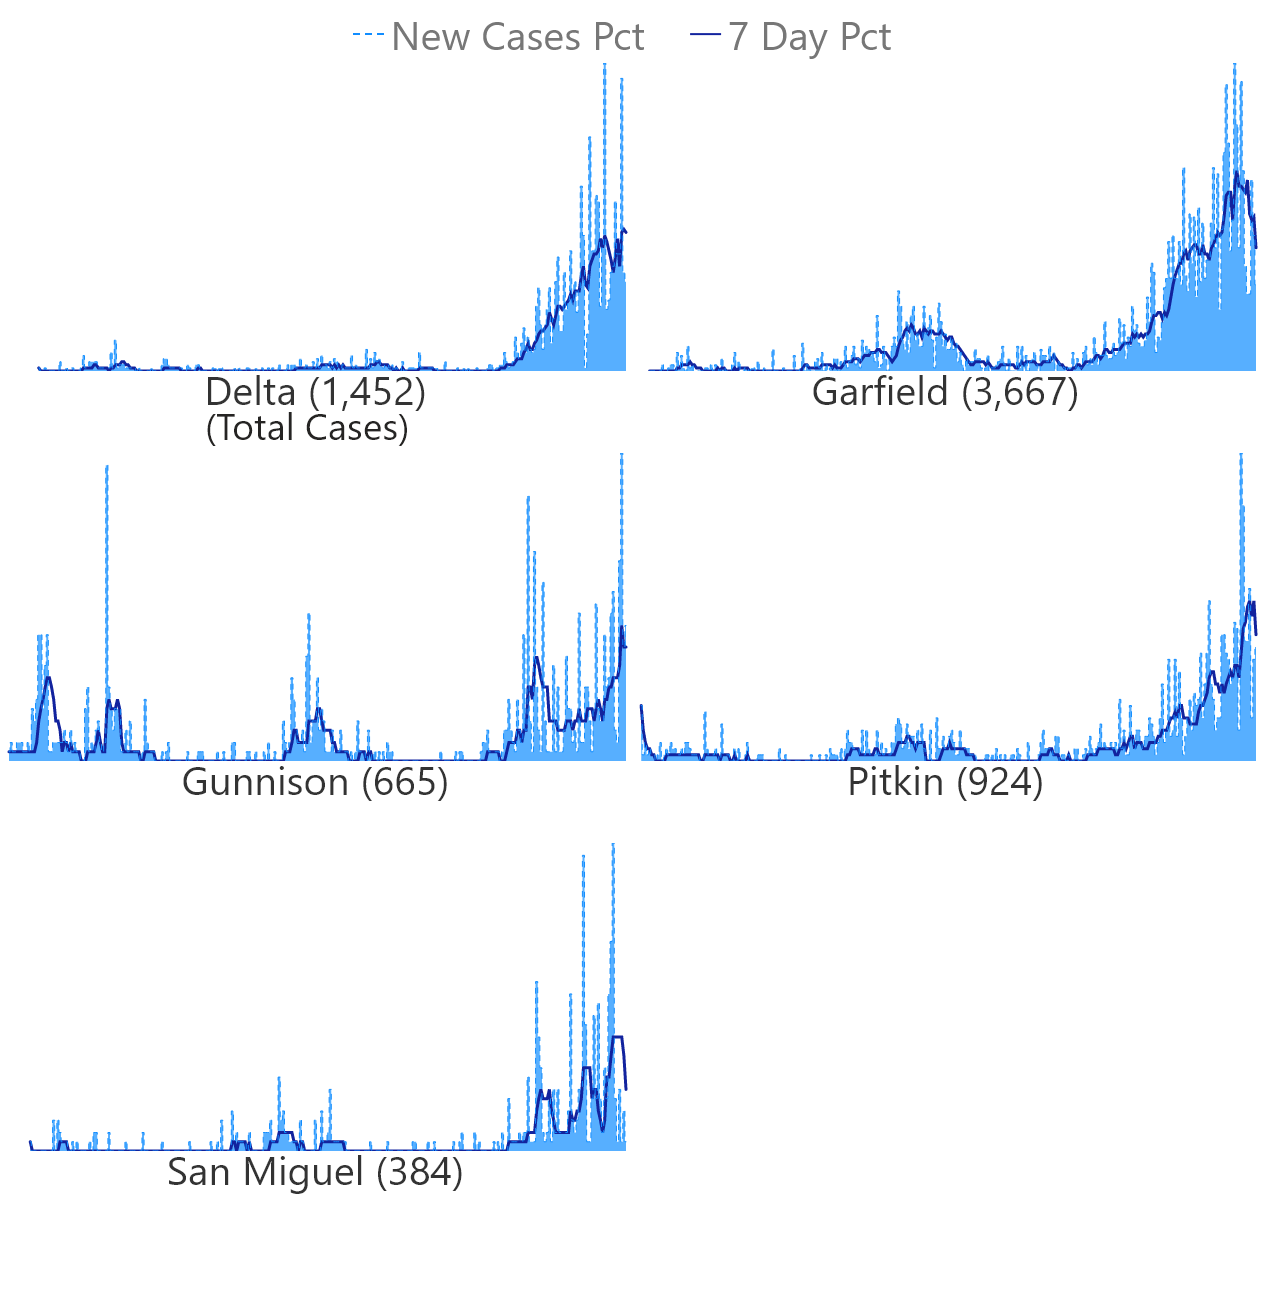 New Cases Pct 7 Day Pct
Delta (1,452)
(Total Cases)
Garfield (3,667)
Gunnison (665)
Pitkin (924)
San Miguel (384)